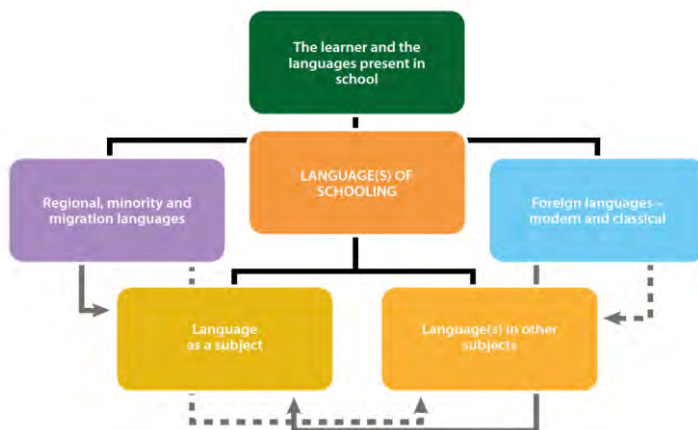 The learner and the
languages present in
school
LANGUAGE(S) OF
SCHOOLING
Regional, minority and
migration languages
Foreign languages –
modern and classical
Language
as a subject
Language(s) in other
subjects